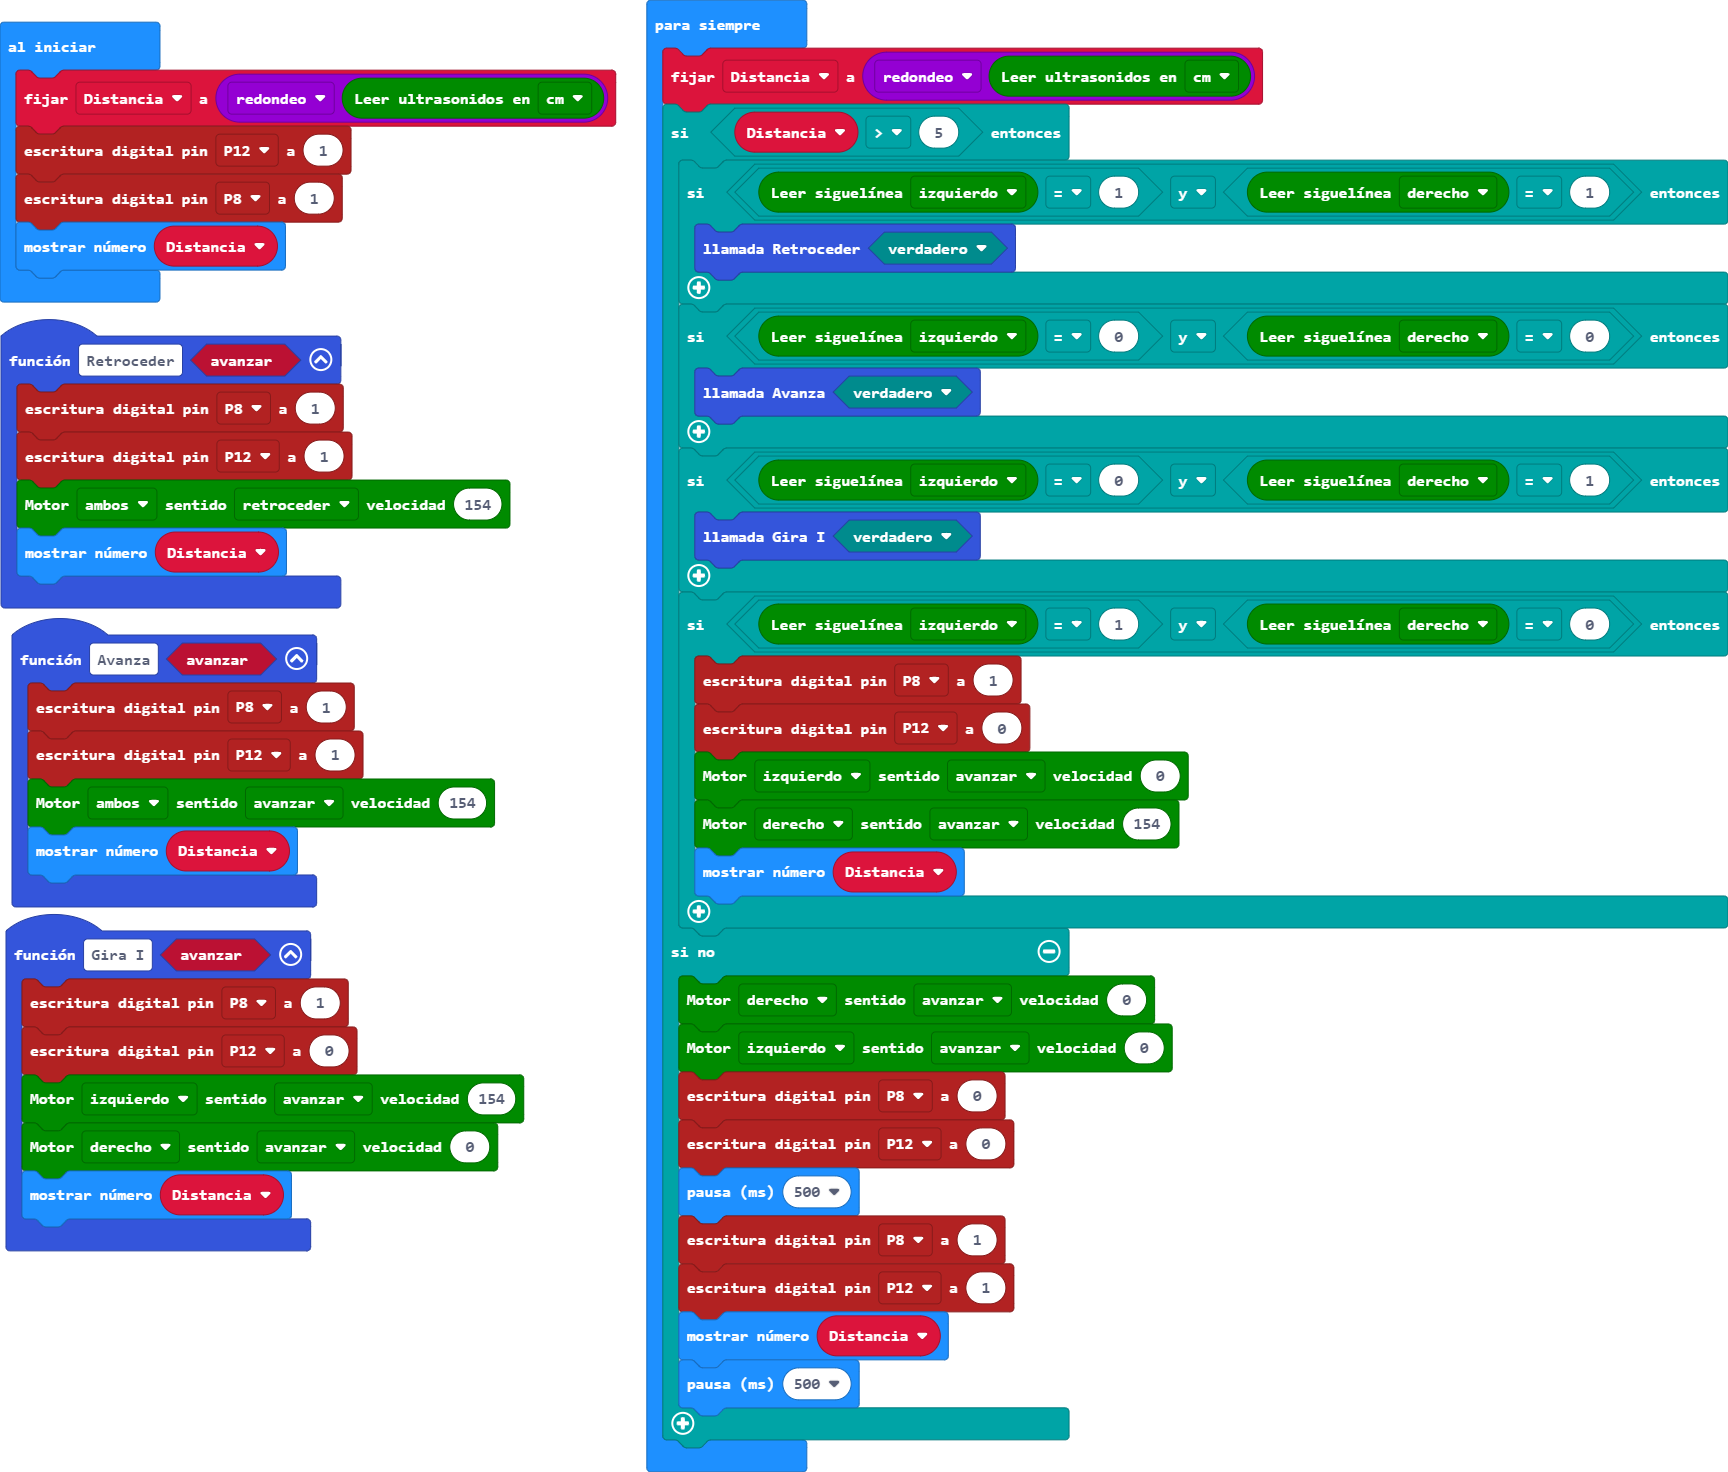 al iniciar
fijar Distancia a redondeo Leer ultrasonidos en cm
escritura digital pin P12 a 1
escritura digital pin P8 a 1
mostrar número Distancia
función Retroceder avanzar
escritura digital pin P8 a 1
escritura digital pin P12 a 1
Motor ambos sentido retroceder velocidad 154
mostrar número Distancia
función Avanza avanzar
escritura digital pin P8 a 1
escritura digital pin P12 a 1
Motor ambos sentido avanzar velocidad 154
mostrar número Distancia
función Gira I avanzar
escritura digital pin P8 a 1
escritura digital pin P12 a 0
Motor izquierdo sentido avanzar velocidad 154
Motor derecho sentido avanzar velocidad 0
mostrar número Distancia
para siempre
fijar Distancia a redondeo Leer ultrasonidos en cm
si Distancia > 5 entonces
si Leer siguelínea izquierdo = 1 y Leer siguelínea derecho = 1 entonces
llamada Retroceder verdadero
si Leer siguelínea izquierdo = 0 y Leer siguelínea derecho = 0 entonces
llamada Avanza verdadero
si Leer siguelínea izquierdo = 0 y Leer siguelínea derecho = 1 entonces
llamada Gira I verdadero
si Leer siguelínea izquierdo = 1 y Leer siguelínea derecho = 0 entonces
escritura digital pin P8 a 1
escritura digital pin P12 a 0
Motor izquierdo sentido avanzar velocidad 0
Motor derecho sentido avanzar velocidad 154
mostrar número Distancia
si no
Motor derecho sentido avanzar velocidad 0
Motor izquierdo sentido avanzar velocidad 0
escritura digital pin P8 a 0
escritura digital pin P12 a 0
pausa (ms) 500
escritura digital pin P8 a 1
escritura digital pin P12 a 1
mostrar número Distancia
pausa (ms) 500